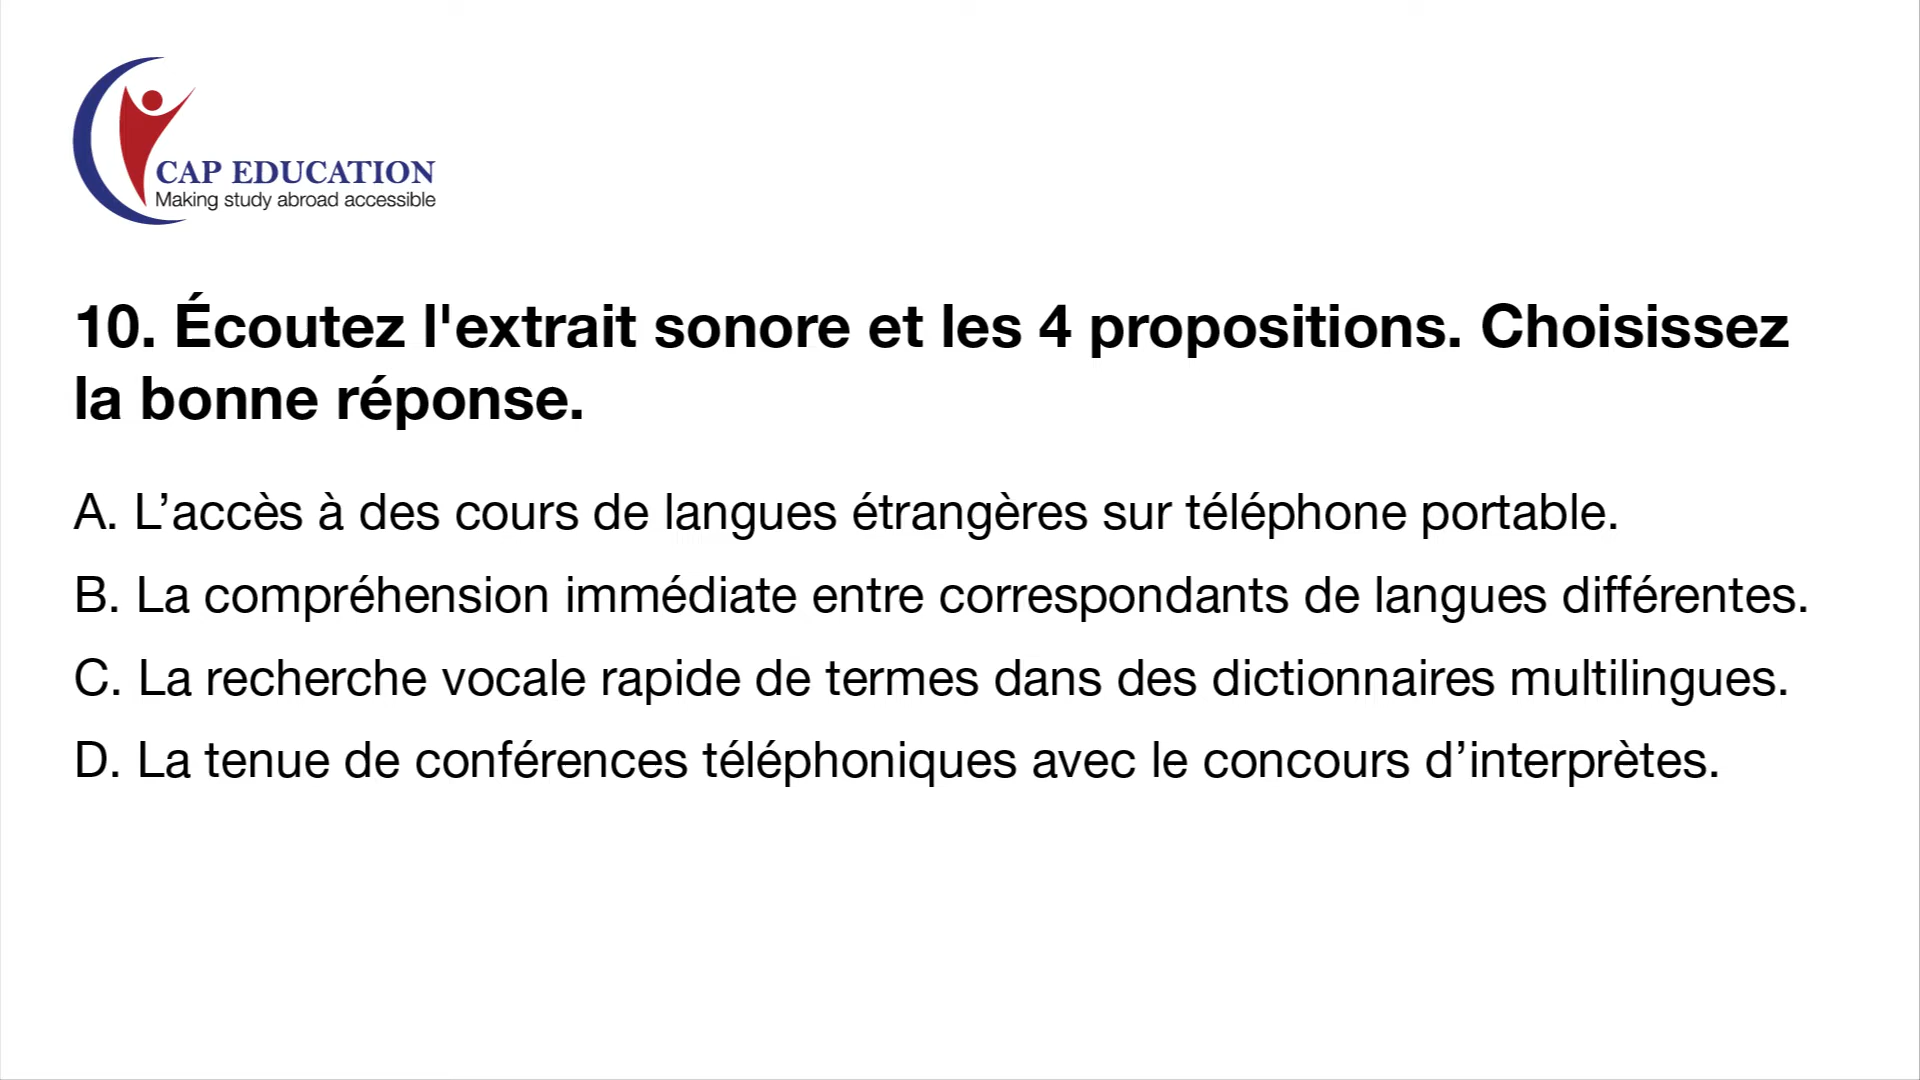 CAP EDUCATION
Making study abroad accessible
10. Écoutez l'extrait sonore et les 4 propositions. Choisissez
la bonne réponse.
A. L’accès à des cours de langues étrangères sur téléphone portable.
B. La compréhension immédiate entre correspondants de langues différentes.
C. La recherche vocale rapide de termes dans des dictionnaires multilingues.
D. La tenue de conférences téléphoniques avec le concours d’interprètes.